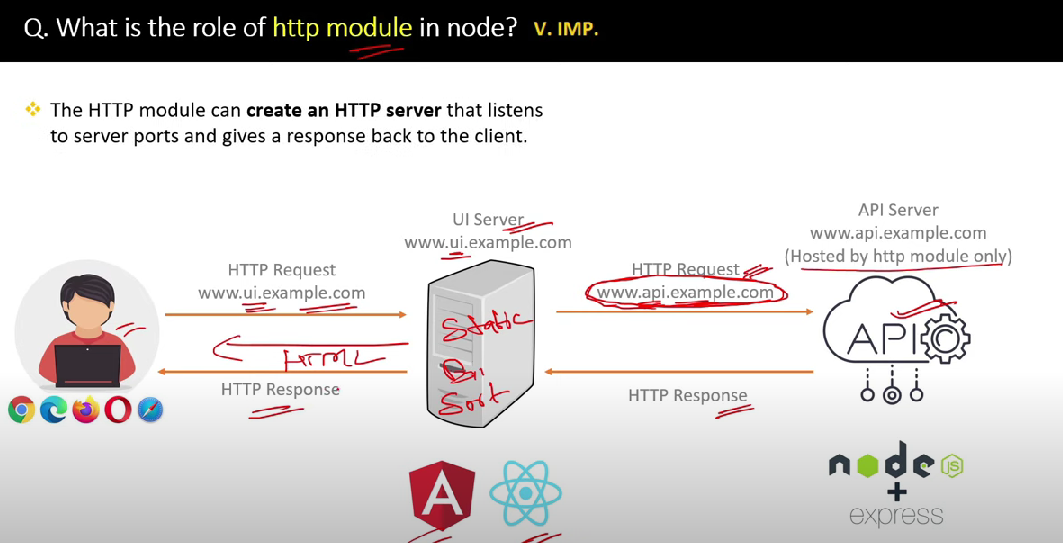 Q. What is the role of http module in node? V. IMP.
The HTTP module can create an HTTP server that listens
to server ports and gives a response back to the client.
UI Server
www.ui.example.com
API Server
www.api.example.com
(Hosted by http module only)
HTTP Request
www.ui.example.com
HTTP Request
www.api.example.com
Static
Sort
API
HTML
HTTP Response
HTTP Response
A
node JS
+
express